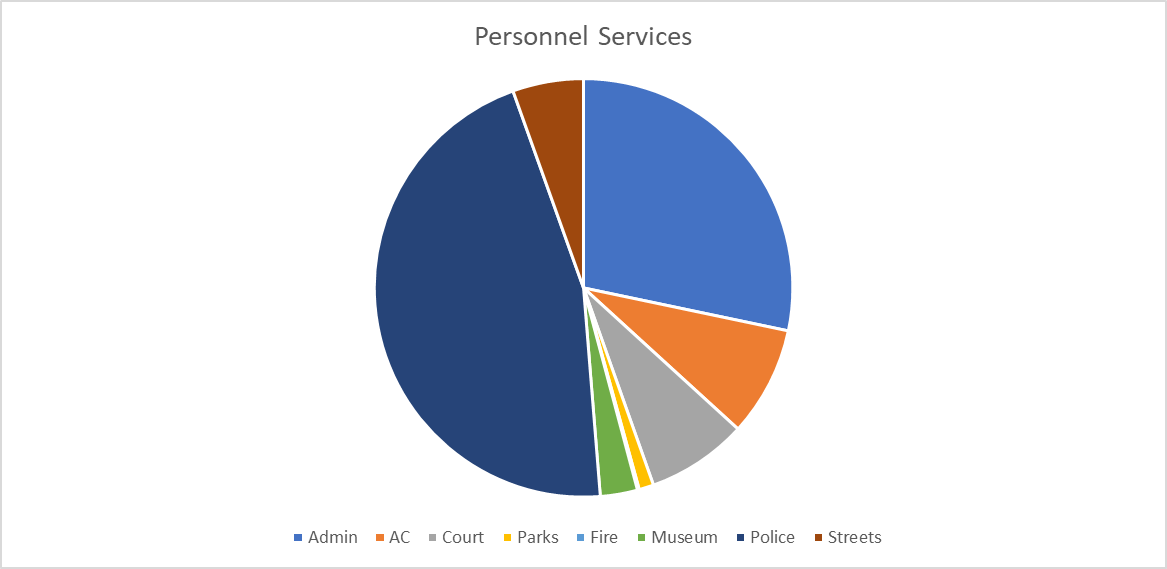 Personnel Services
Admin AC Court Parks Fire Museum Police Streets